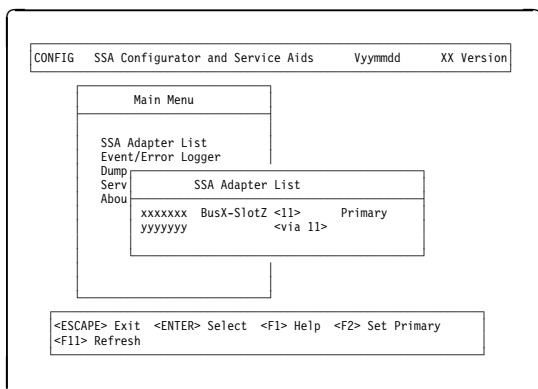 CONFIG SSA Configurator and Service Aids Vyymmdd XX Version
Main Menu
SSA Adapter List
Event/Error Logger
Dump
Serv
Abou
SSA Adapter List
xxxxxxx BusX-SlotZ <11> Primary
yyyyyyy <via 11>
<ESCAPE> Exit <ENTER> Select <F1> Help <F2> Set Primary
<F11> Refresh